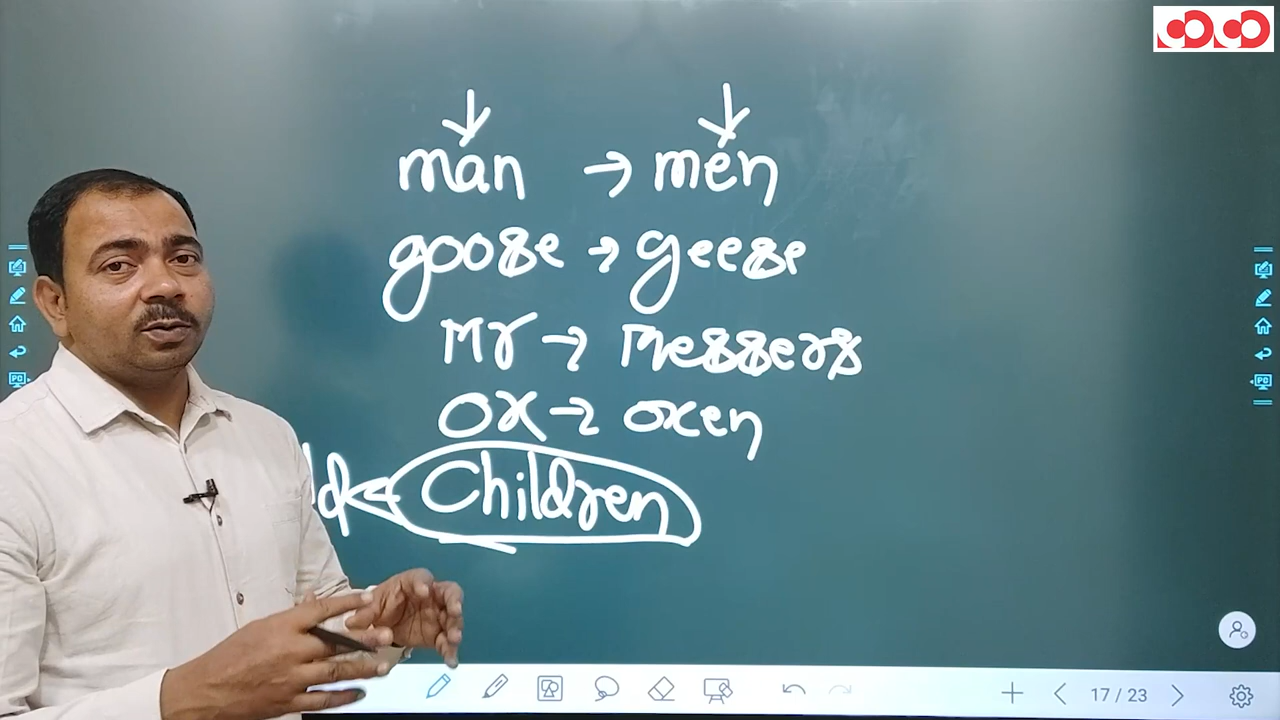 man → men
goose → geese
Mr → Messers
ox → oxen
Children
17 / 23